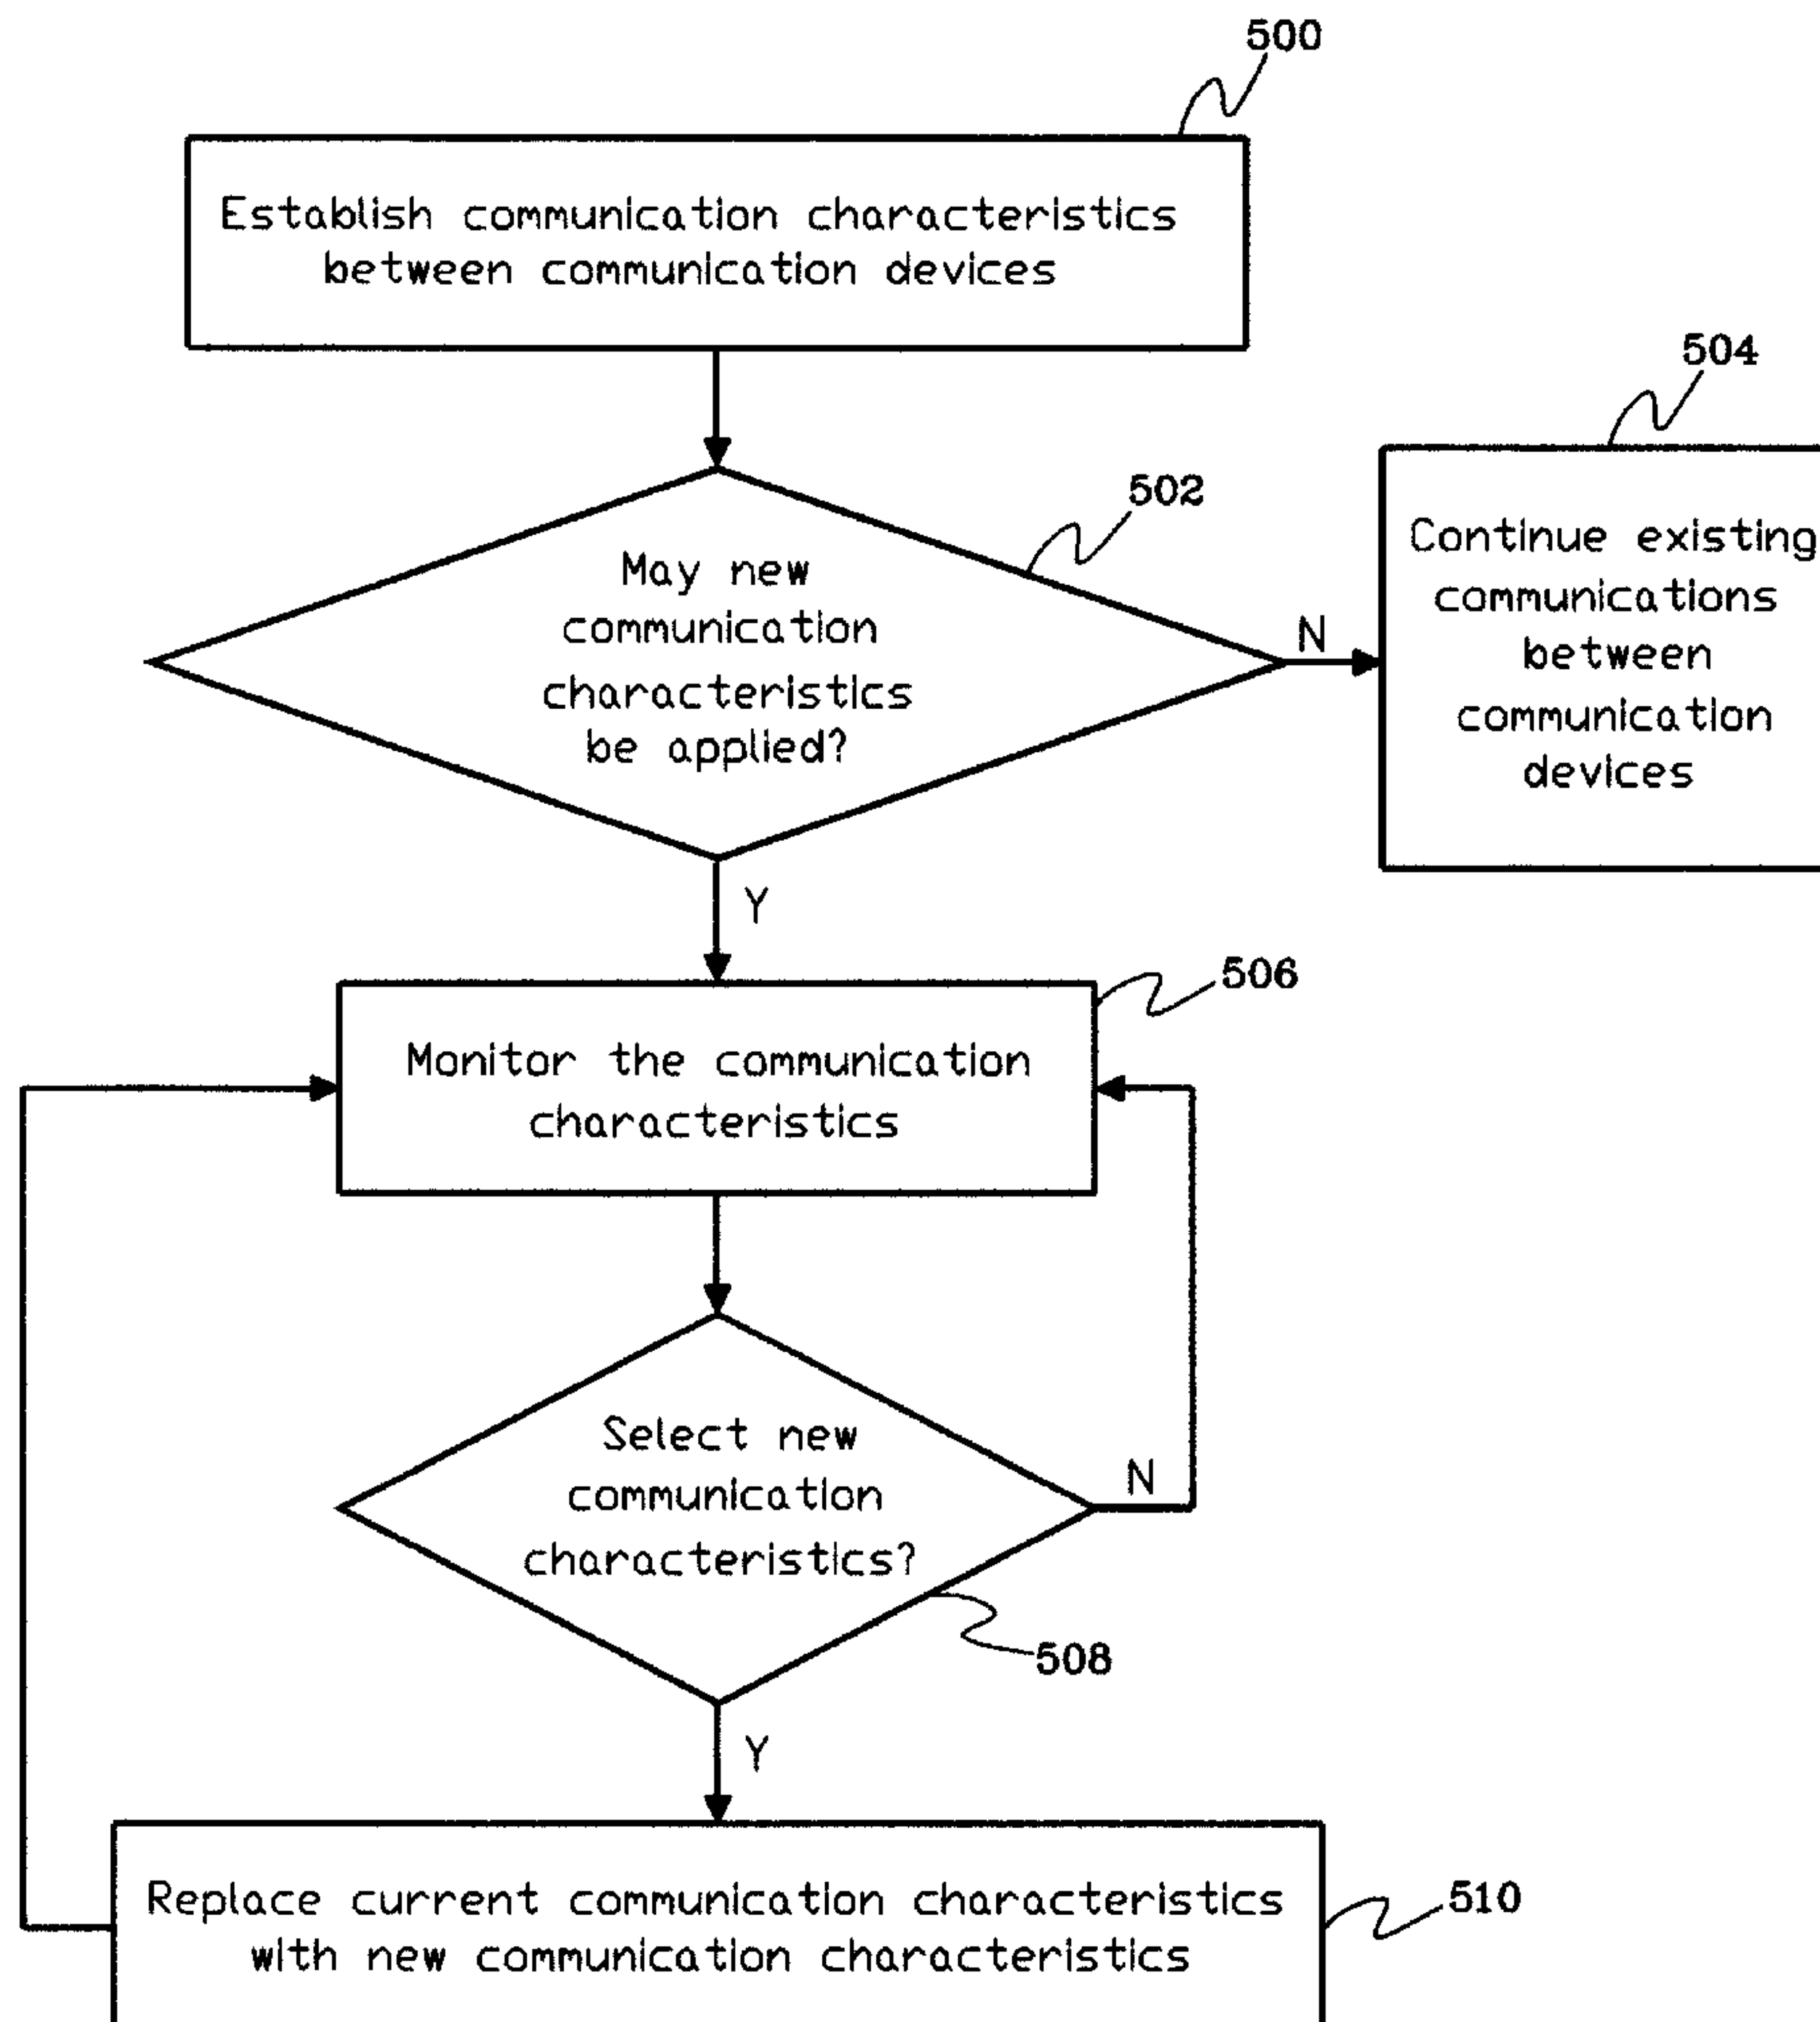 500
Establish communication characteristics
between communication devices
502
May new
communication
characteristics
be applied?
N
504
Continue existing
communications
between
communication
devices
Y
506
Monitor the communication
characteristics
Select new
communication
characteristics?
N
508
Y
Replace current communication characteristics
with new communication characteristics
510